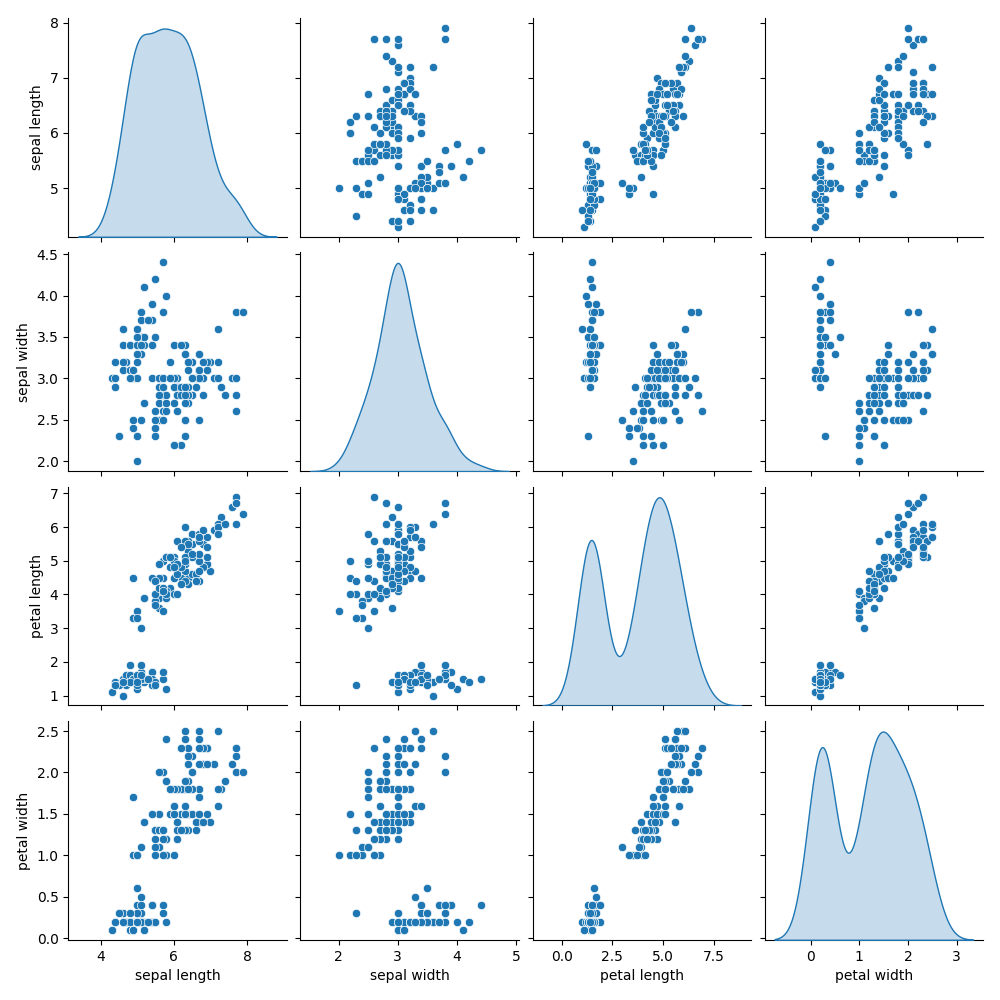 8
7
6
5
sepal length
4.5
4.0
3.5
3.0
2.5
2.0
sepal width
7
6
5
4
3
2
1
petal length
2.5
2.0
1.5
1.0
0.5
0.0
petal width
4 6 8
sepal length
2 3 4 5
sepal width
0.0 2.5 5.0 7.5
petal length
0 1 2 3
petal width